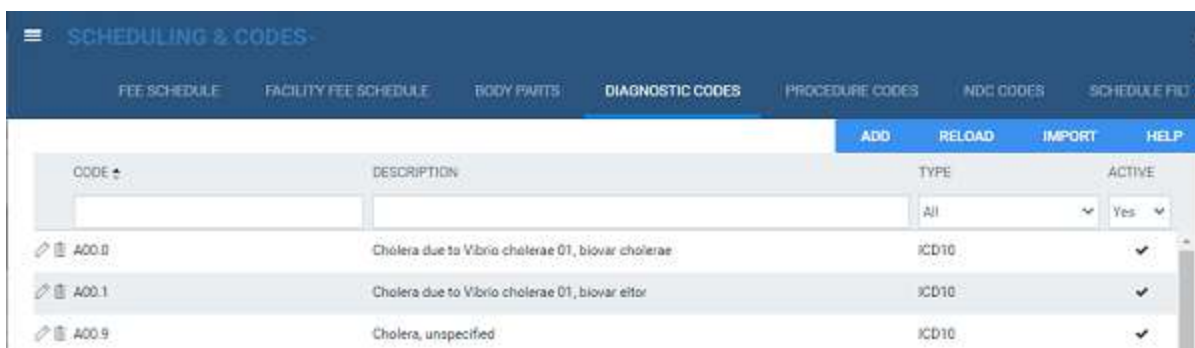 SCHEDULING & CODES-
FEE SCHEDULE FACILITY FEE SCHEDULE BODY PARTS DIAGNOSTIC CODES PROCEDURE CODES NDC CODES SCHEDULE FILT
ADD RELOAD IMPORT HELP
CODE DESCRIPTION TYPE ACTIVE
All Yes
A00.0 Cholera due to Vibrio cholerae 01, biovar cholerae ICD10
A00.1 Cholera due to Vibrio cholerae 01, biovar eltor ICD10
A00.9 Cholera, unspecified ICD10